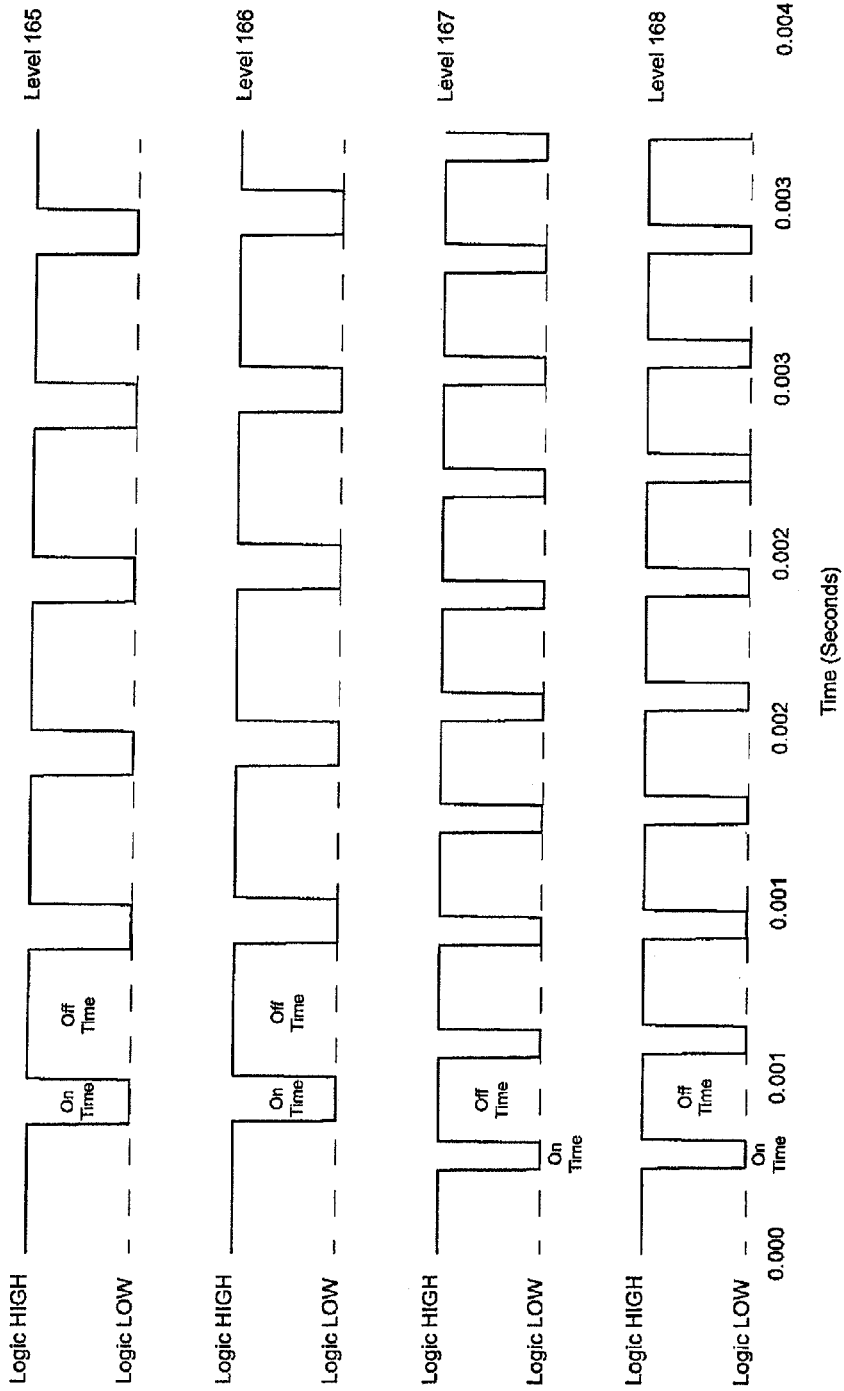 Logic HIGH
Level 165
On
Time
Off
Time
Logic LOW
Logic HIGH
Level 166
On
Time
Off
Time
Logic LOW
Logic HIGH
Level 167
Off
Time
Logic LOW
On
Time
Logic HIGH
Level 168
Off
Time
Logic LOW
On
Time
0.000
0.001
0.001
0.002
0.002
0.003
0.003
0.004
Time (Seconds)